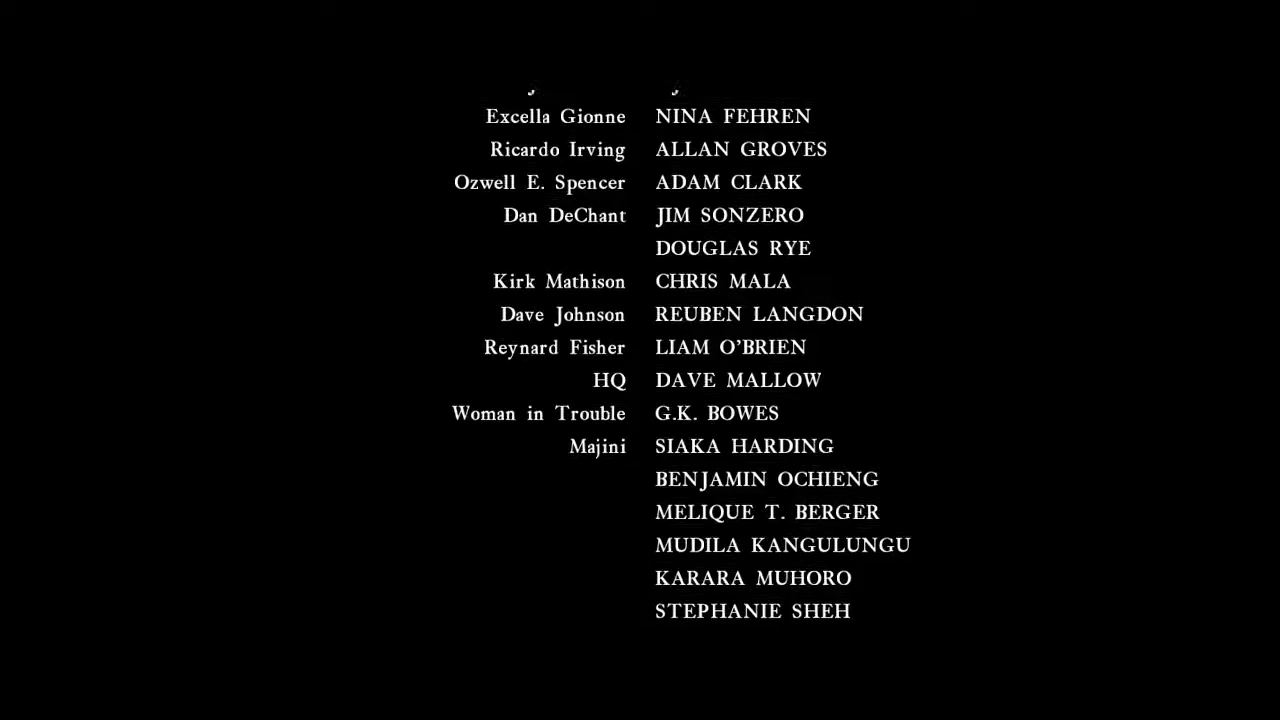 Excella Gionne NINA FEHREN
Ricardo Irving ALLAN GROVES
Ozwell E. Spencer ADAM CLARK
Dan DeChant JIM SONZERO
DOUGLAS RYE
Kirk Mathison CHRIS MALA
Dave Johnson REUBEN LANGDON
Reynard Fisher LIAM O'BRIEN
HQ DAVE MALLOW
Woman in Trouble G.K. BOWES
Majini SIAKA HARDING
BENJAMIN OCHIENG
MELIQUE T. BERGER
MUDILA KANGULUNGU
KARARA MUHORO
STEPHANIE SHEH